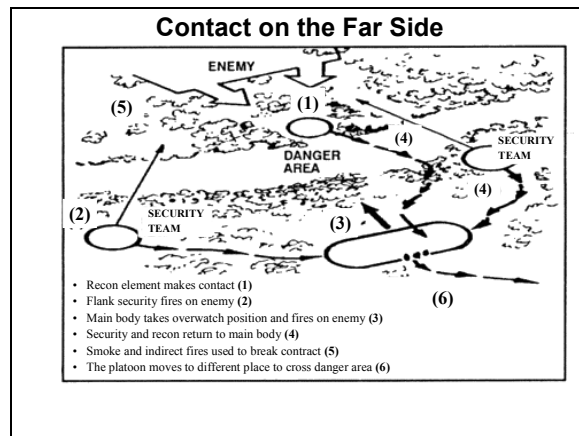 Contact on the Far Side
ENEMY
(5)
(1)
(4)
DANGER
AREA
SECURITY
TEAM
(4)
(2)
SECURITY
TEAM
(3)
(6)
• Recon element makes contact (1)
• Flank security fires on enemy (2)
• Main body takes overwatch position and fires on enemy (3)
• Security and recon return to main body (4)
• Smoke and indirect fires used to break contract (5)
• The platoon moves to different place to cross danger area (6)